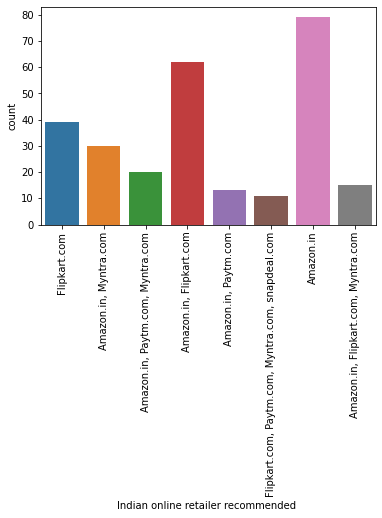 80
70
60
50
40
30
20
10
0
count
Flipkart.com
Amazon.in, Myntra.com
Amazon.in, Paytm.com, Myntra.com
Amazon.in, Flipkart.com
Amazon.in, Paytm.com
Flipkart.com, Paytm.com, Myntra.com, snapdeal.com
Amazon.in
Amazon.in, Flipkart.com, Myntra.com
Indian online retailer recommended